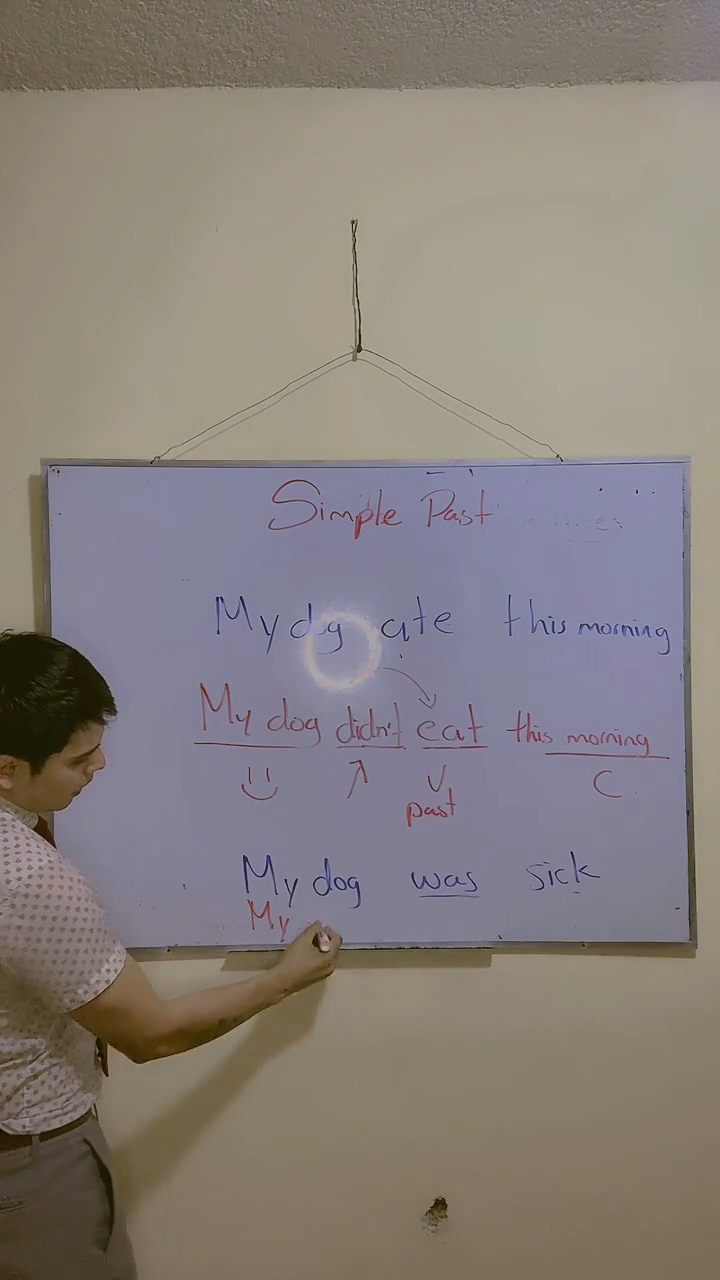 Simple Past
My dog ate this morning
My dog didn't eat this morning
past C
My dog was sick
My